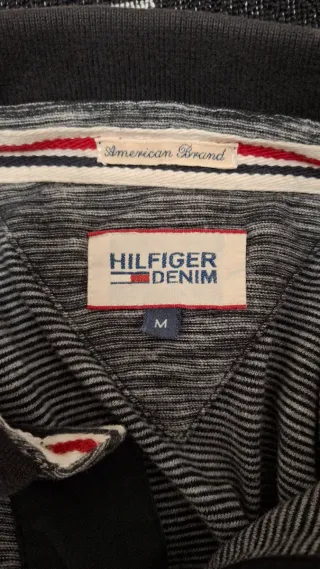 American Brand
HILFIGER
DENIM
M